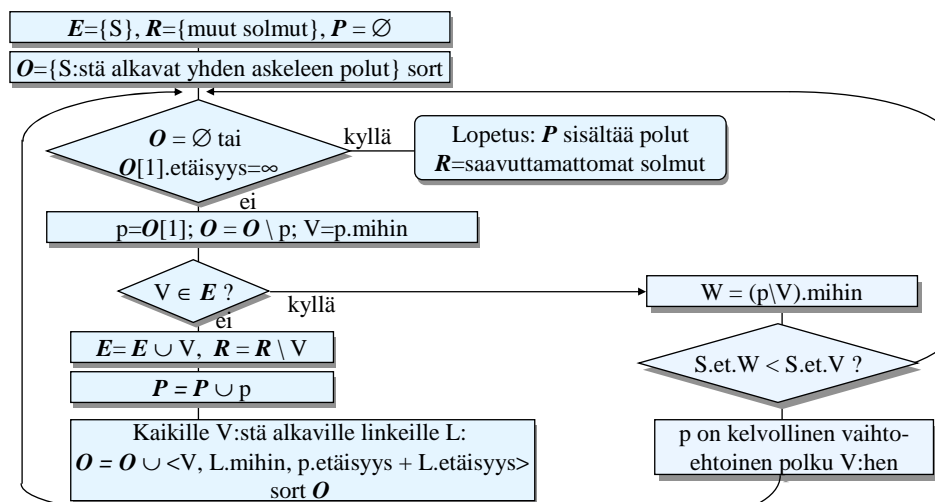 E={S}, R={muut solmut}, P = ∅
O={S:stä alkavat yhden askeleen polut} sort
O = ∅ tai
O[1].etäisyys=∞
kyllä
Lopetus: P sisältää polut
R=saavuttamattomat solmut
ei
p=O[1]; O = O \ p; V=p.mihin
V ∈ E ?
kyllä
W = (p\V).mihin
ei
E= E ∪ V, R = R \ V
S.et.W < S.et.V ?
P = P ∪ p
Kaikille V:stä alkaville linkeille L:
O = O ∪ <V, L.mihin, p.etäisyys + L.etäisyys>
sort O
p on kelvollinen vaihto-
ehtoinen polku V:hen